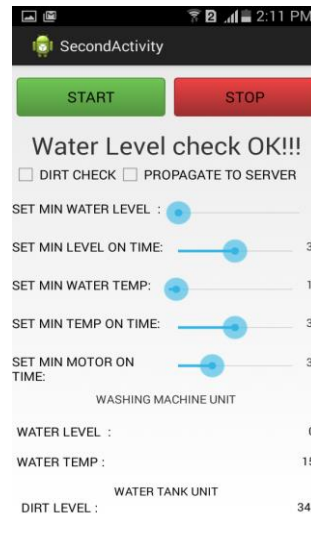 2 2:11 PM
SecondActivity
START STOP
Water Level check OK!!!
DIRT CHECK PROPAGATE TO SERVER
SET MIN WATER LEVEL :
SET MIN LEVEL ON TIME: 3
SET MIN WATER TEMP: 1
SET MIN TEMP ON TIME: 3
SET MIN MOTOR ON 3
TIME:
WASHING MACHINE UNIT
WATER LEVEL : 0
WATER TEMP : 15
WATER TANK UNIT
DIRT LEVEL : 34